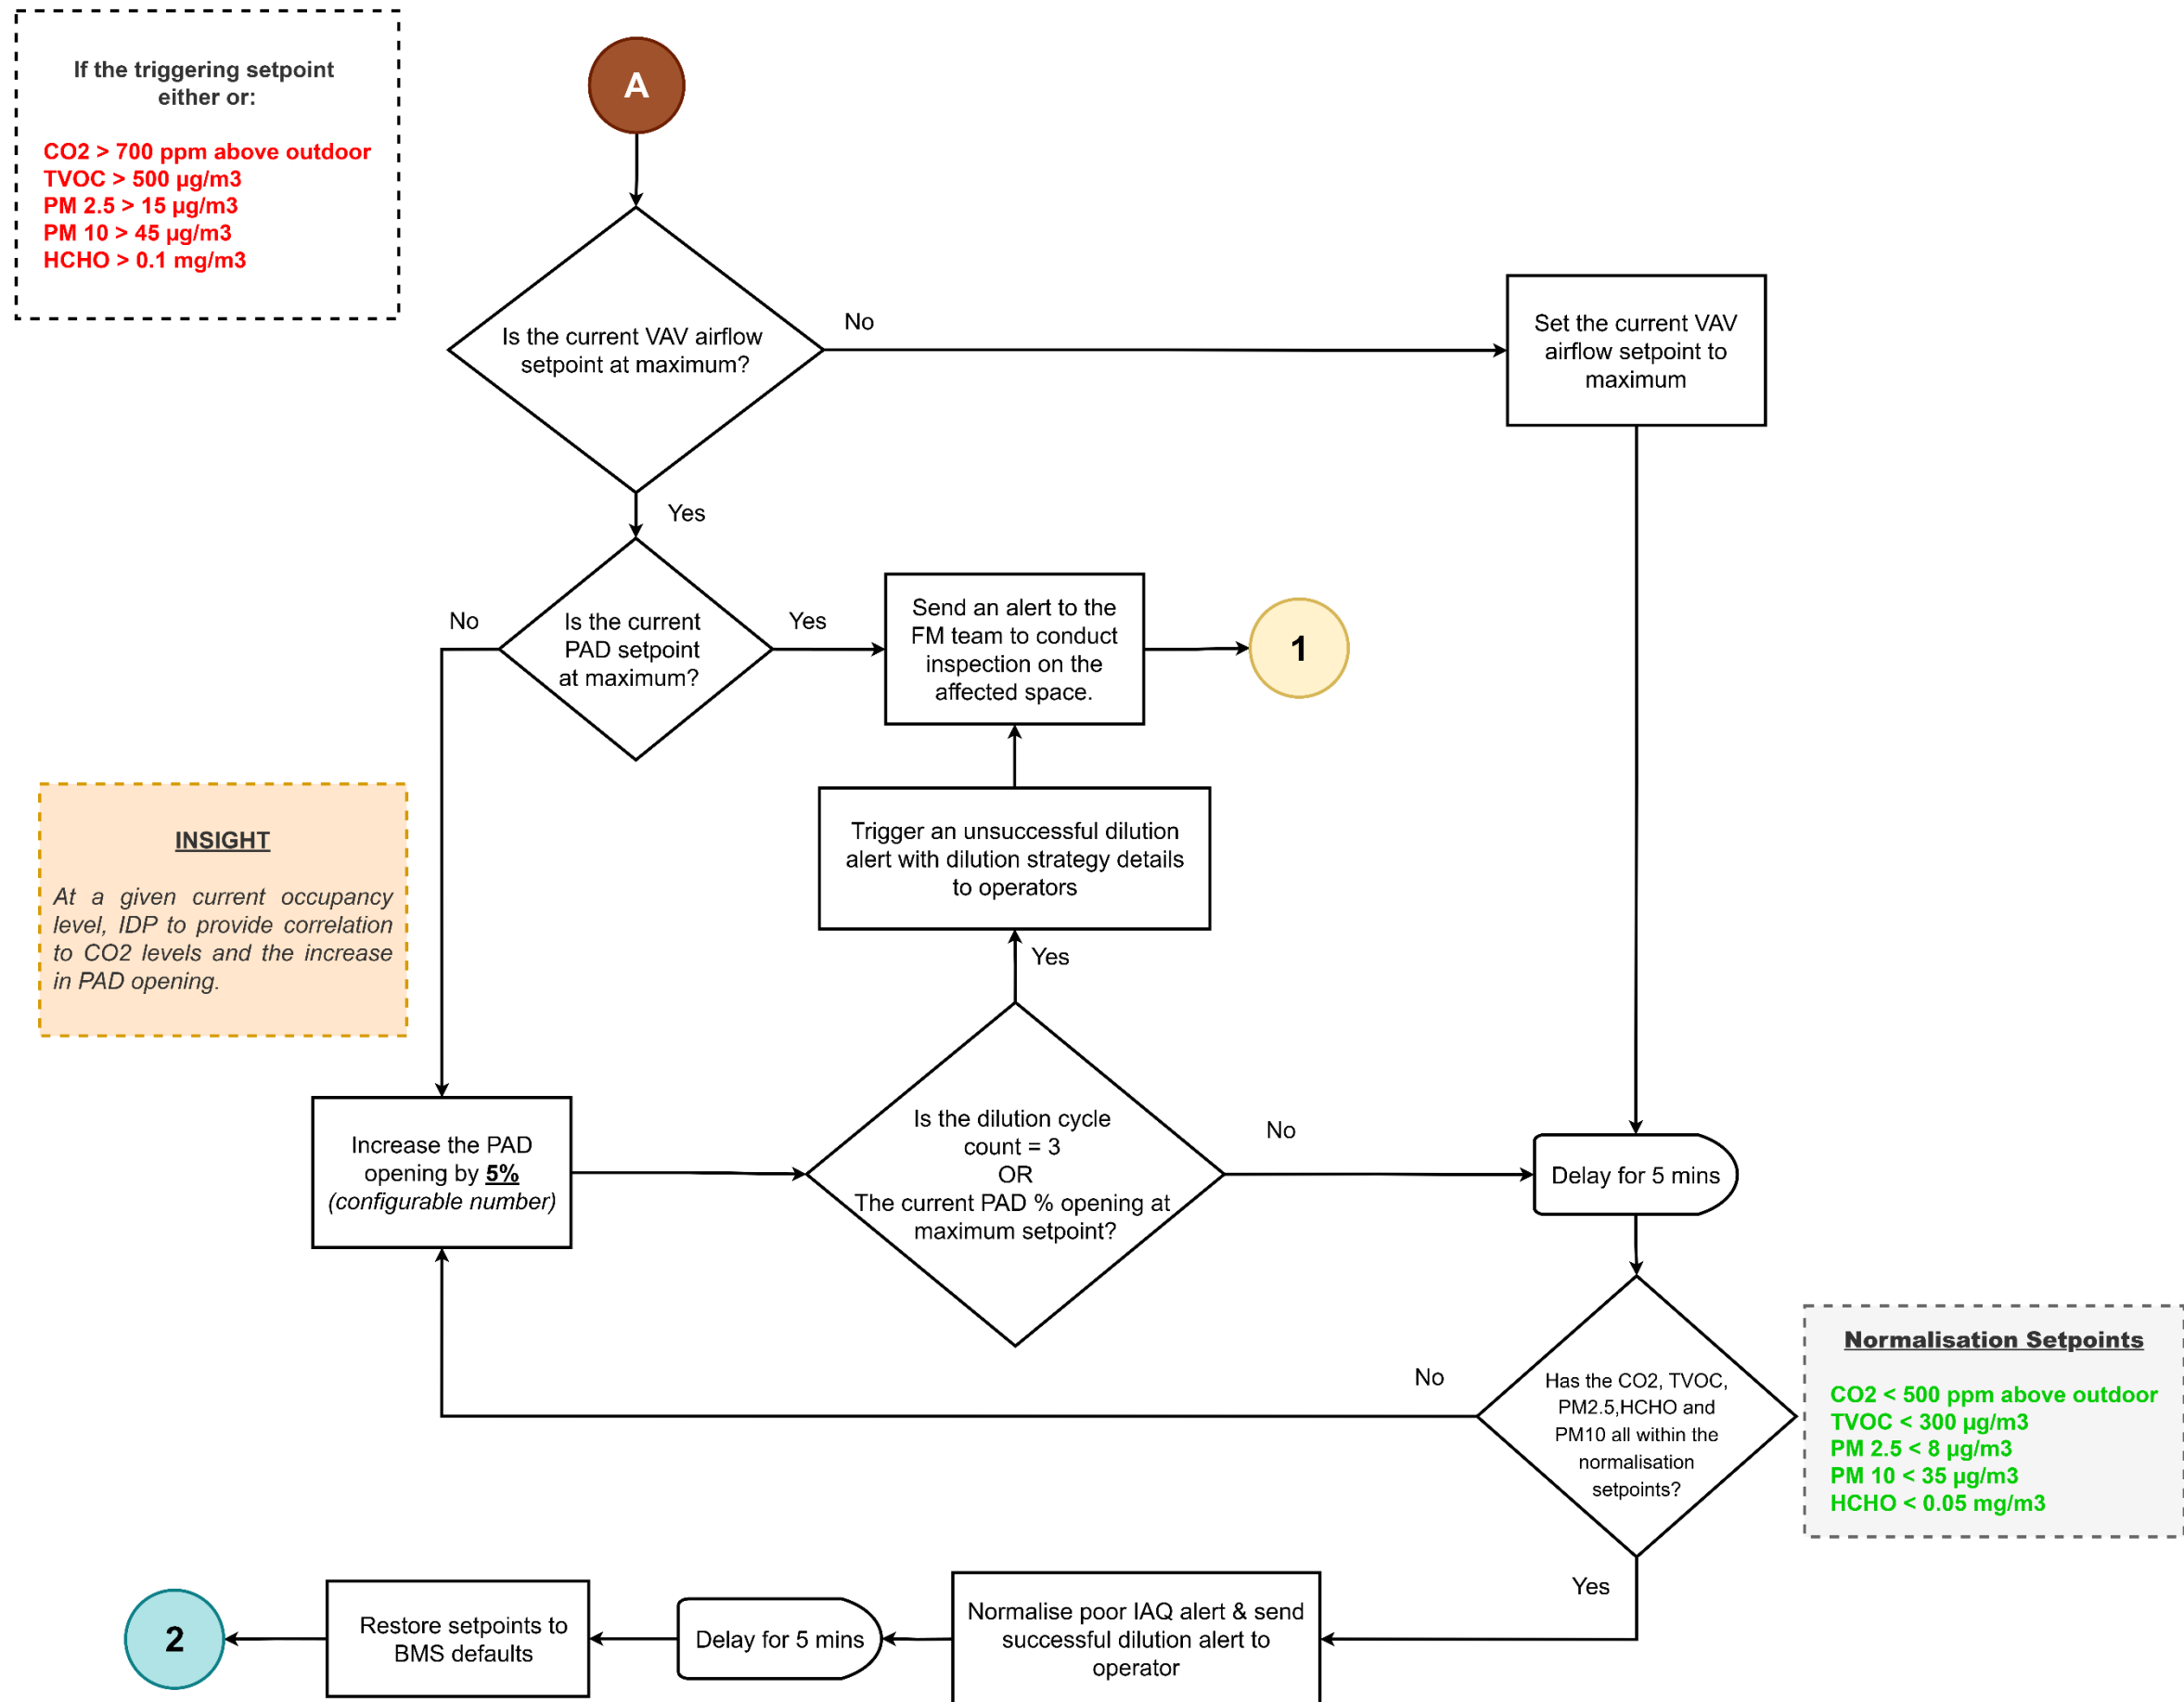 If the triggering setpoint
either or:
CO2 > 700 ppm above outdoor
TVOC > 500 µg/m3
PM 2.5 > 15 µg/m3
PM 10 > 45 µg/m3
HCHO > 0.1 mg/m3
A
Is the current VAV airflow
setpoint at maximum?
No
Set the current VAV
airflow setpoint to
maximum
Yes
No
Is the current
PAD setpoint
at maximum?
Yes
Send an alert to the
FM team to conduct
inspection on the
affected space.
1
INSIGHT
At a given current occupancy
level, IDP to provide correlation
to CO2 levels and the increase
in PAD opening.
Trigger an unsuccessful dilution
alert with dilution strategy details
to operators
Yes
Increase the PAD
opening by 5%
(configurable number)
Is the dilution cycle
count = 3
OR
The current PAD % opening at
maximum setpoint?
No
Delay for 5 mins
No
Has the CO2, TVOC,
PM2.5,HCHO and
PM10 all within the
normalisation
setpoints?
Normalisation Setpoints
CO2 < 500 ppm above outdoor
TVOC < 300 µg/m3
PM 2.5 < 8 µg/m3
PM 10 < 35 µg/m3
HCHO < 0.05 mg/m3
Yes
2
Restore setpoints to
BMS defaults
Delay for 5 mins
Normalise poor IAQ alert & send
successful dilution alert to
operator